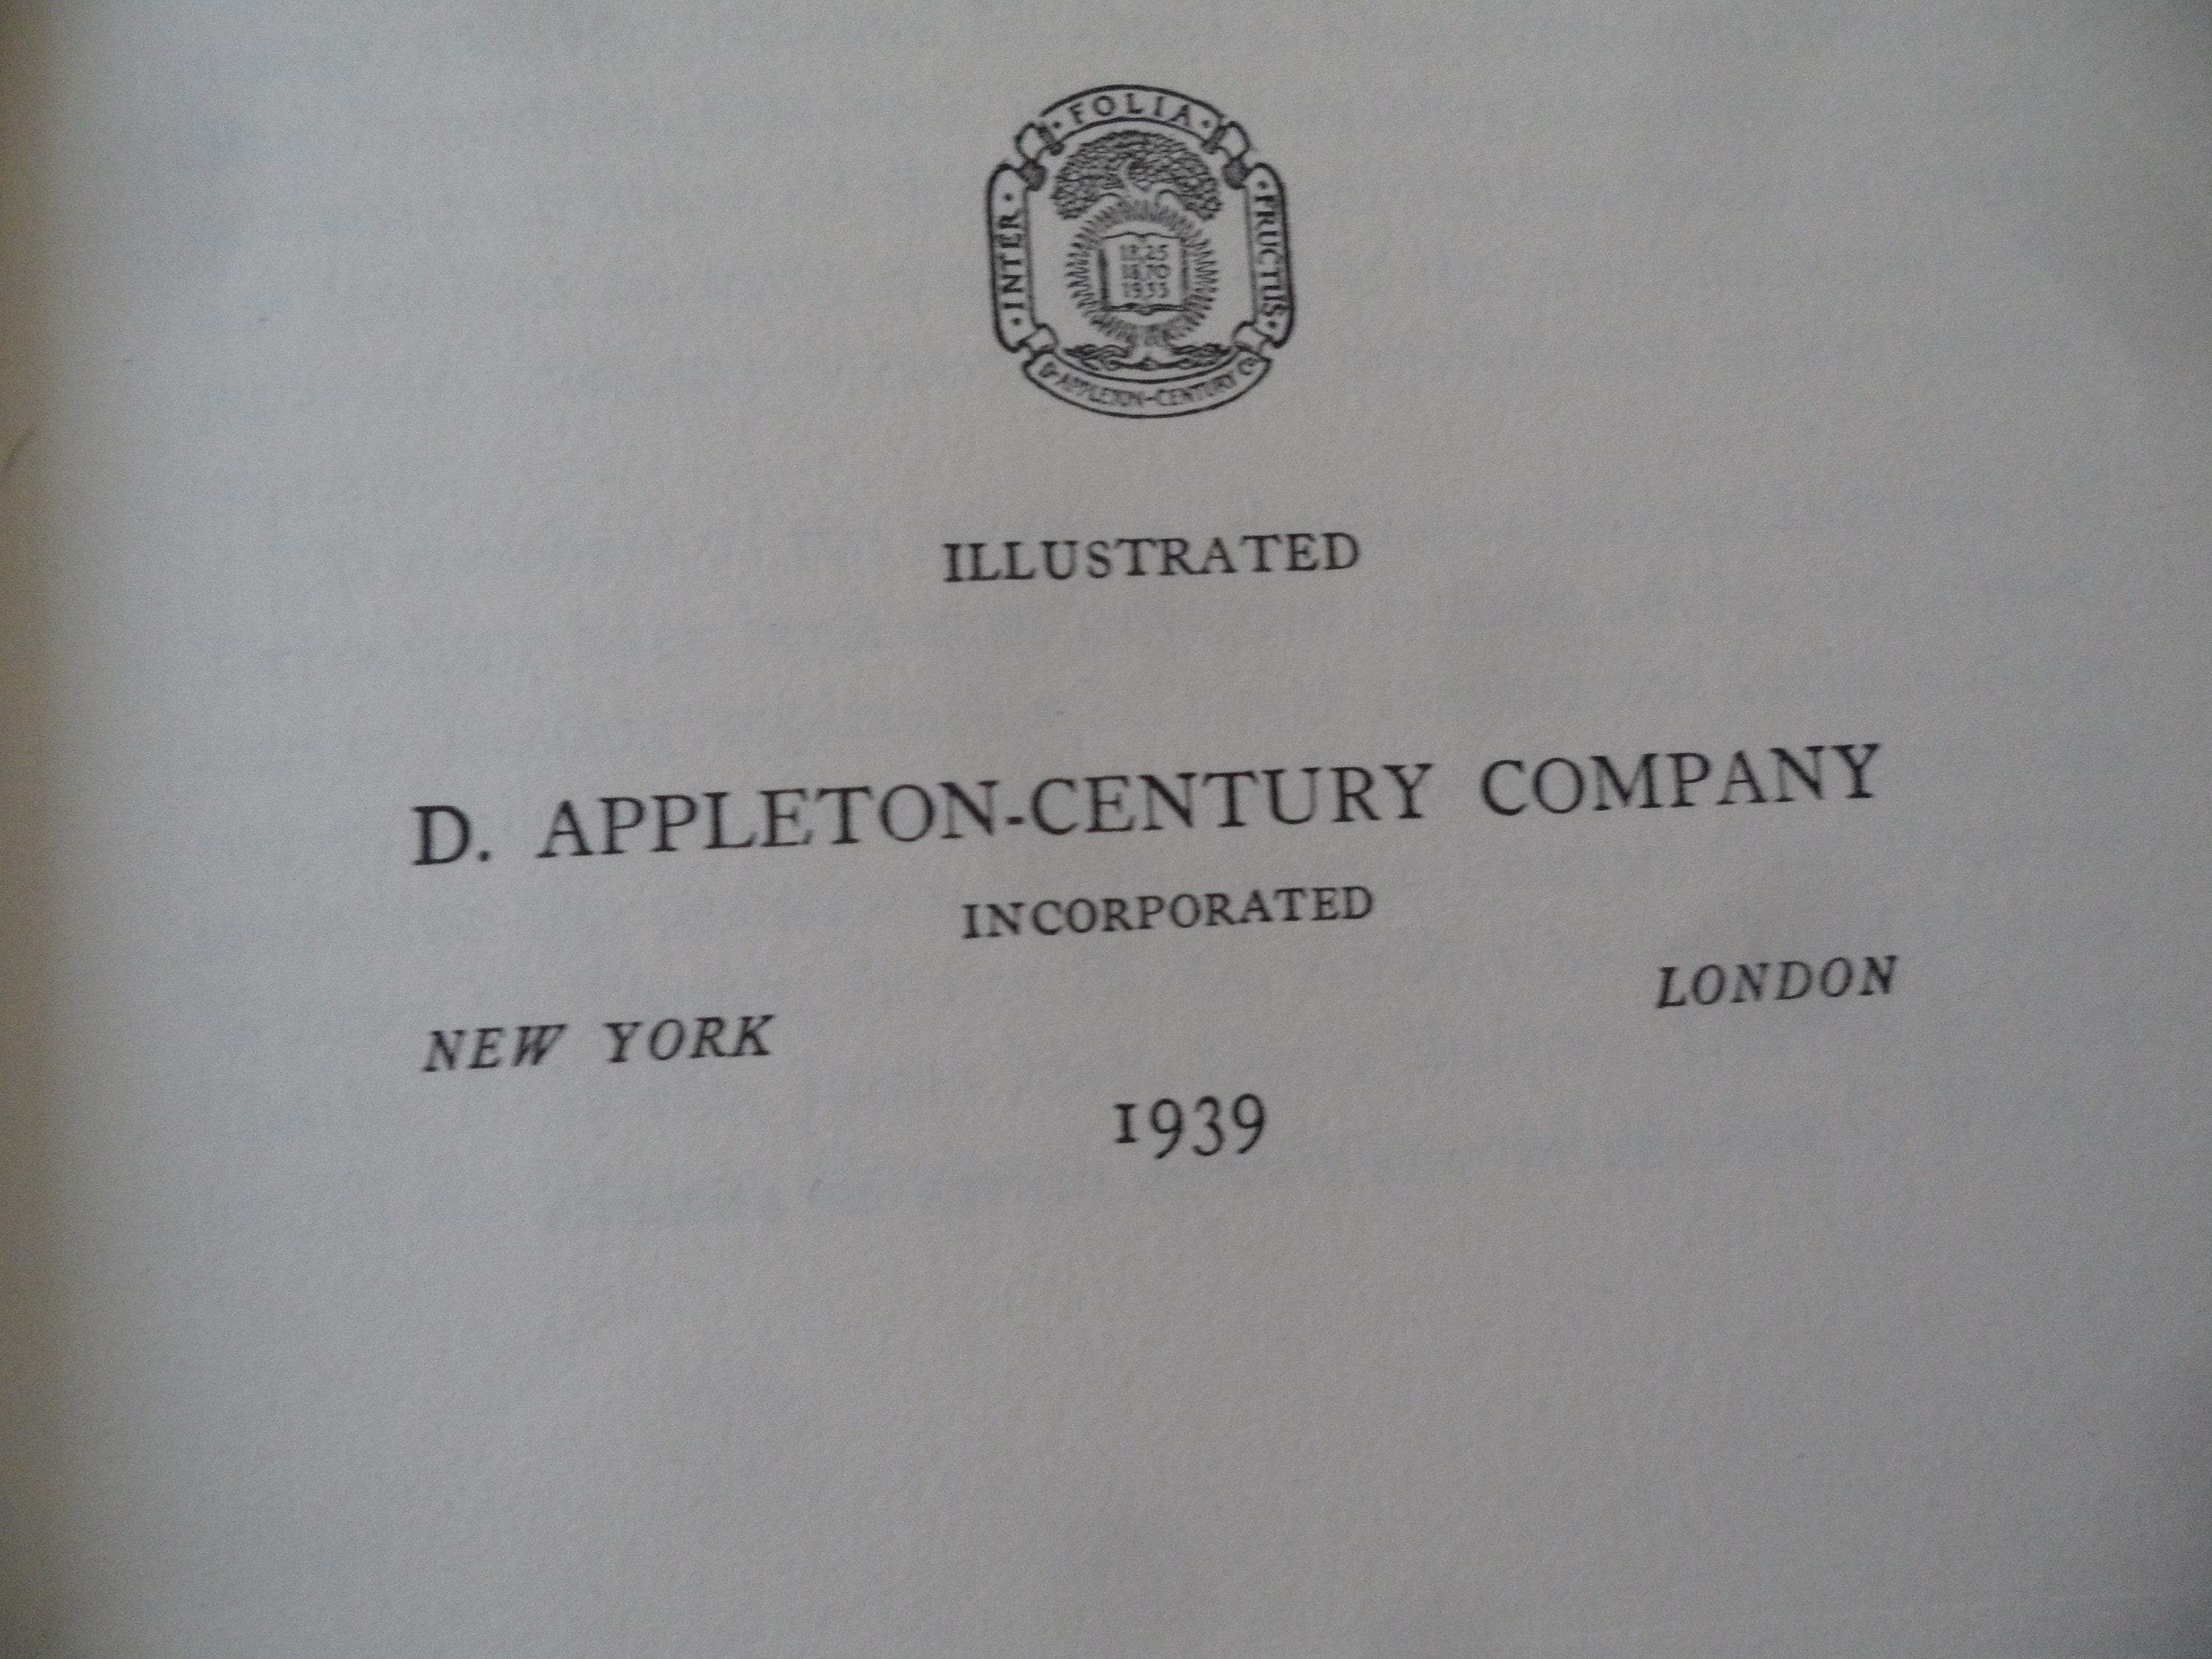 INTER · FOLIA · FRUCTUS
1825
1870
1933
D. APPLETON-CENTURY Co
ILLUSTRATED
D. APPLETON-CENTURY COMPANY
INCORPORATED
NEW YORK LONDON
1939